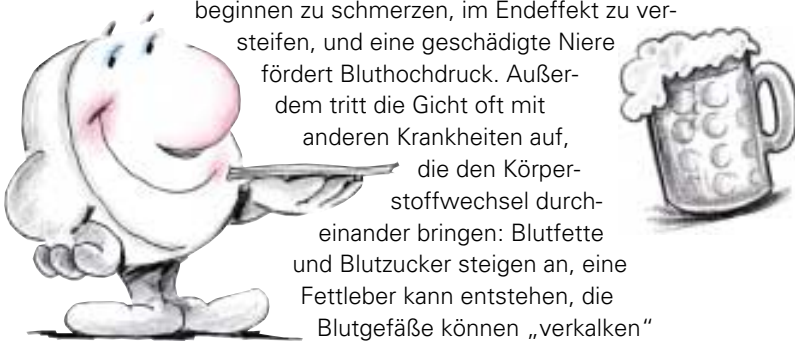 beginnen zu schmerzen, im Endeffekt zu ver-
steifen, und eine geschädigte Niere
fördert Bluthochdruck. Außer-
dem tritt die Gicht oft mit
anderen Krankheiten auf,
die den Körper-
stoffwechsel durch-
einander bringen: Blutfette
und Blutzucker steigen an, eine
Fettleber kann entstehen, die
Blutgefäße können „verkalken“